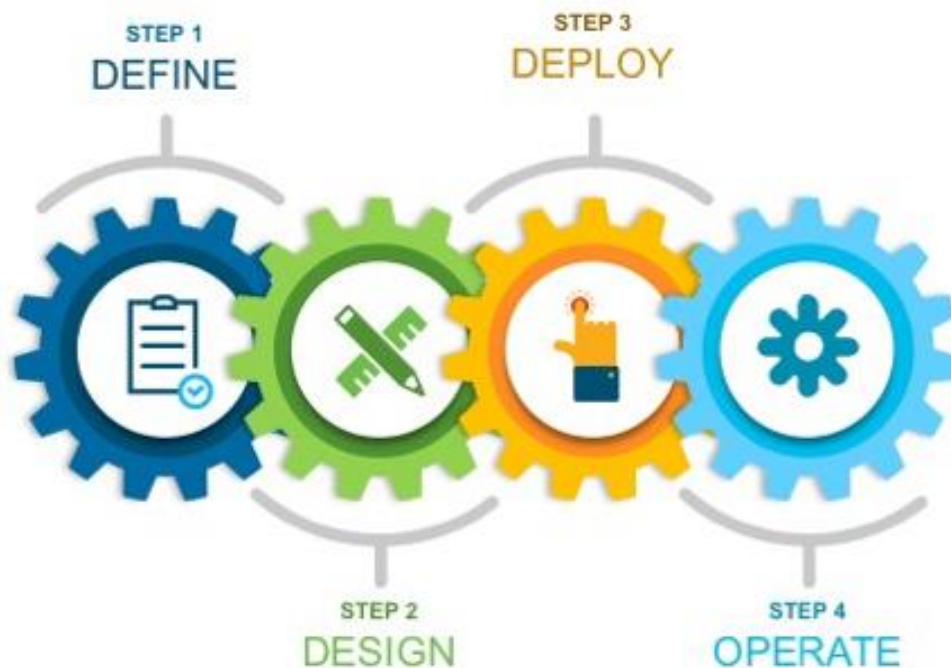 STEP 1
DEFINE
STEP 2
DESIGN
STEP 3
DEPLOY
STEP 4
OPERATE